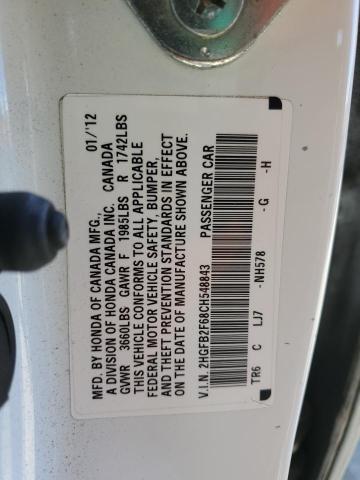 MFD. BY HONDA OF CANADA MFG., 01/'12
A DIVISION OF HONDA CANADA INC. CANADA
GVWR 3660LBS GAWR F 1985LBS R 1742LBS
THIS VEHICLE CONFORMS TO ALL APPLICABLE
FEDERAL MOTOR VEHICLE SAFETY, BUMPER,
AND THEFT PREVENTION STANDARDS IN EFFECT
ON THE DATE OF MANUFACTURE SHOWN ABOVE.
V.I.N. 2HGFB2F68CH548843 PASSENGER CAR
TR6 C LJ7 -NH578 -G -H